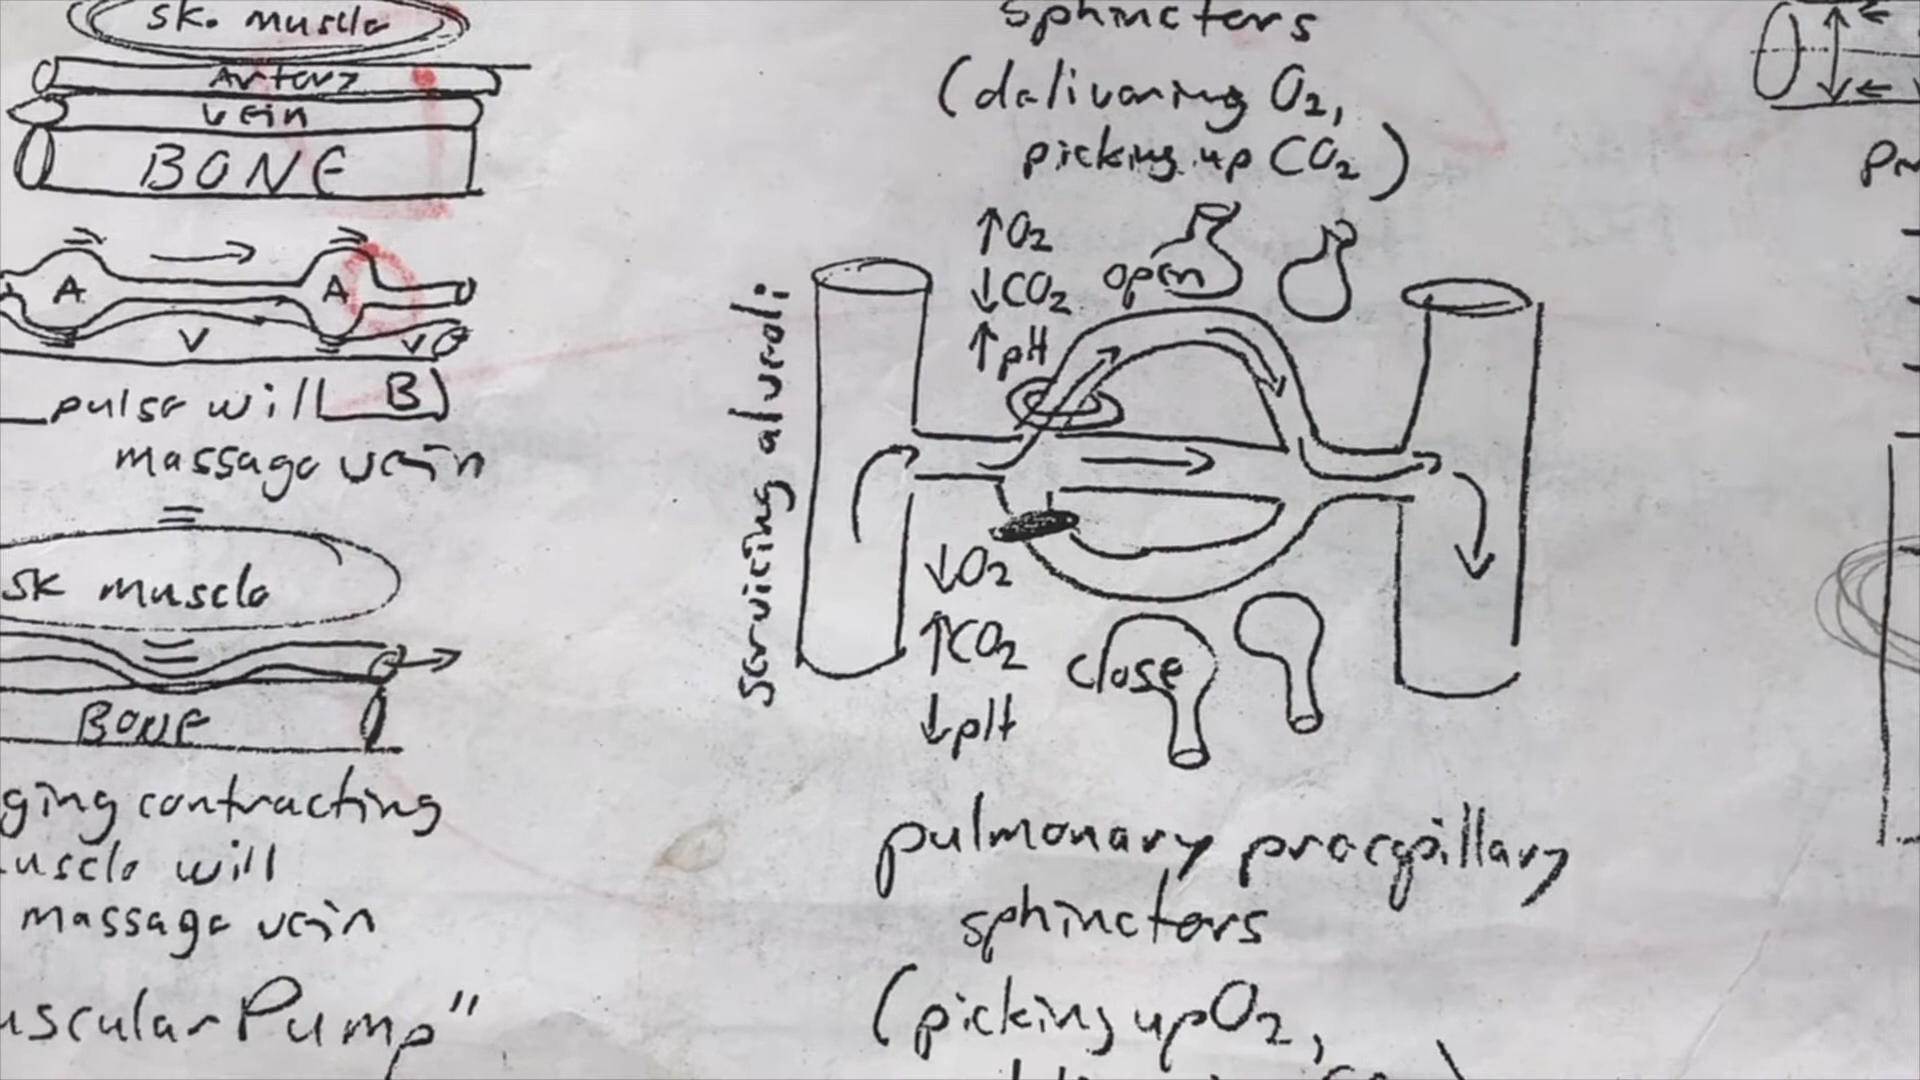 sk. muscle
Artery
vein
BONE
A
A
V
V
B
pulse will
massage vein
sk muscle
BONE
ging contracting
uscle will
massage vein
uscular Pump"
sphincters
(delivering O₂,
picking up CO₂)
↑O₂
↓CO₂
↑pH
open
servicing alveoli
↓O₂
↑CO₂
↓pH
close
pulmonary precapillary
sphincters
(picking up O₂,